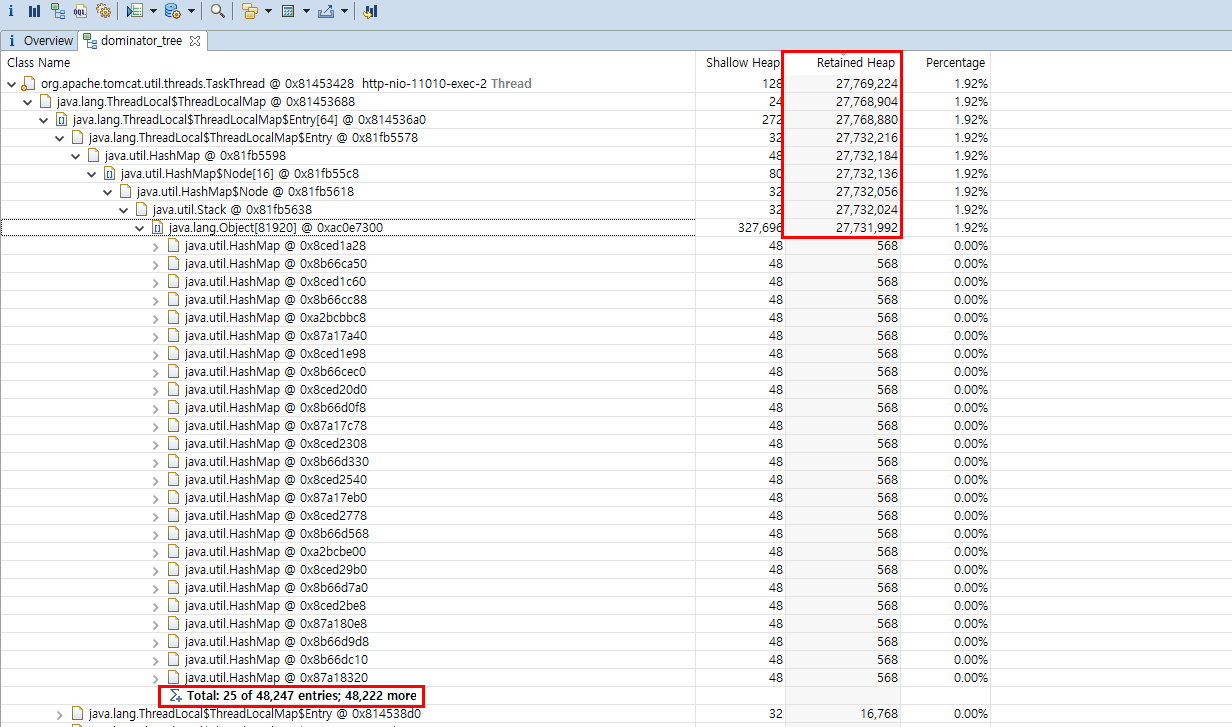 Overview dominator_tree
Class Name Shallow Heap Retained Heap Percentage
org.apache.tomcat.util.threads.TaskThread @ 0x81453428 http-nio-11010-exec-2 Thread 128 27,769,224 1.92%
java.lang.ThreadLocal$ThreadLocalMap @ 0x81453688 24 27,768,904 1.92%
java.lang.ThreadLocal$ThreadLocalMap$Entry[64] @ 0x814536a0 272 27,768,880 1.92%
java.lang.ThreadLocal$ThreadLocalMap$Entry @ 0x81fb5578 32 27,732,216 1.92%
java.util.HashMap @ 0x81fb5598 48 27,732,184 1.92%
java.util.HashMap$Node[16] @ 0x81fb55c8 80 27,732,136 1.92%
java.util.HashMap$Node @ 0x81fb5618 32 27,732,056 1.92%
java.util.Stack @ 0x81fb5638 32 27,732,024 1.92%
java.lang.Object[81920] @ 0xac0e7300 327,696 27,731,992 1.92%
java.util.HashMap @ 0x8ced1a28 48 568 0.00%
java.util.HashMap @ 0x8b66ca50 48 568 0.00%
java.util.HashMap @ 0x8ced1c60 48 568 0.00%
java.util.HashMap @ 0x8b66cc88 48 568 0.00%
java.util.HashMap @ 0xa2bcbbc8 48 568 0.00%
java.util.HashMap @ 0x87a17a40 48 568 0.00%
java.util.HashMap @ 0x8ced1e98 48 568 0.00%
java.util.HashMap @ 0x8b66cec0 48 568 0.00%
java.util.HashMap @ 0x8ced20d0 48 568 0.00%
java.util.HashMap @ 0x8b66d0f8 48 568 0.00%
java.util.HashMap @ 0x87a17c78 48 568 0.00%
java.util.HashMap @ 0x8ced2308 48 568 0.00%
java.util.HashMap @ 0x8b66d330 48 568 0.00%
java.util.HashMap @ 0x8ced2540 48 568 0.00%
java.util.HashMap @ 0x87a17eb0 48 568 0.00%
java.util.HashMap @ 0x8ced2778 48 568 0.00%
java.util.HashMap @ 0x8b66d568 48 568 0.00%
java.util.HashMap @ 0xa2bcbe00 48 568 0.00%
java.util.HashMap @ 0x8ced29b0 48 568 0.00%
java.util.HashMap @ 0x8b66d7a0 48 568 0.00%
java.util.HashMap @ 0x8ced2be8 48 568 0.00%
java.util.HashMap @ 0x87a180e8 48 568 0.00%
java.util.HashMap @ 0x8b66d9d8 48 568 0.00%
java.util.HashMap @ 0x8b66dc10 48 568 0.00%
java.util.HashMap @ 0x87a18320 48 568 0.00%
Total: 25 of 48,247 entries; 48,222 more
java.lang.ThreadLocal$ThreadLocalMap$Entry @ 0x814538d0 32 16,768 0.00%